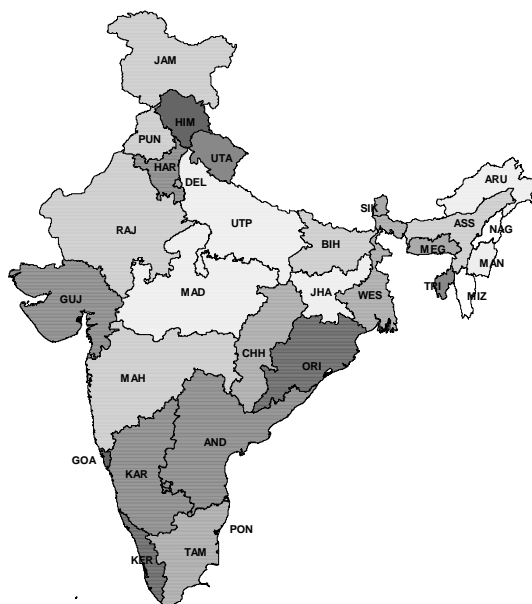 JAM
HIM
PUN
HAR
UTA
DEL
ARU
SIK
UTP
ASS
NAG
RAJ
BIH
MEG
MAN
GUJ
MAD
JHA
WES
TRI
MIZ
CHH
ORI
MAH
AND
GOA
KAR
PON
TAM
KER